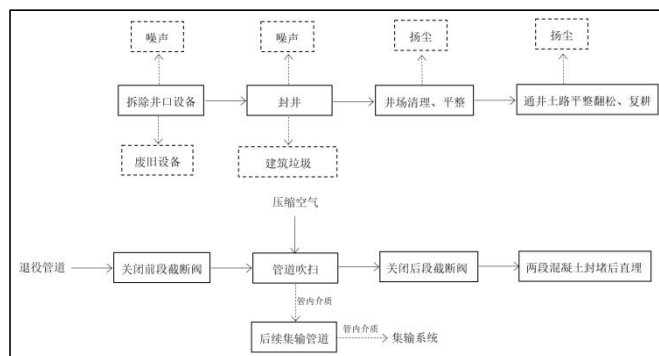 噪声
噪声
扬尘
扬尘
拆除井口设备
封井
井场清理、平整
通井土路平整翻松、复耕
废旧设备
建筑垃圾
压缩空气
退役管道
关闭前段截断阀
管道吹扫
关闭后段截断阀
两段混凝土封堵后直埋
管内介质
后续集输管道
管内介质
集输系统